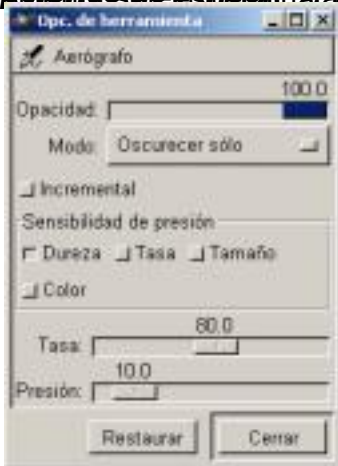 Opc. de herramienta
Aerógrafo
100.0
Opacidad:
Modo: Oscurecer sólo
Incremental
Sensibilidad de presión
Dureza Tasa Tamaño
Color
80.0
Tasa:
10.0
Presión:
Restaurar Cerrar